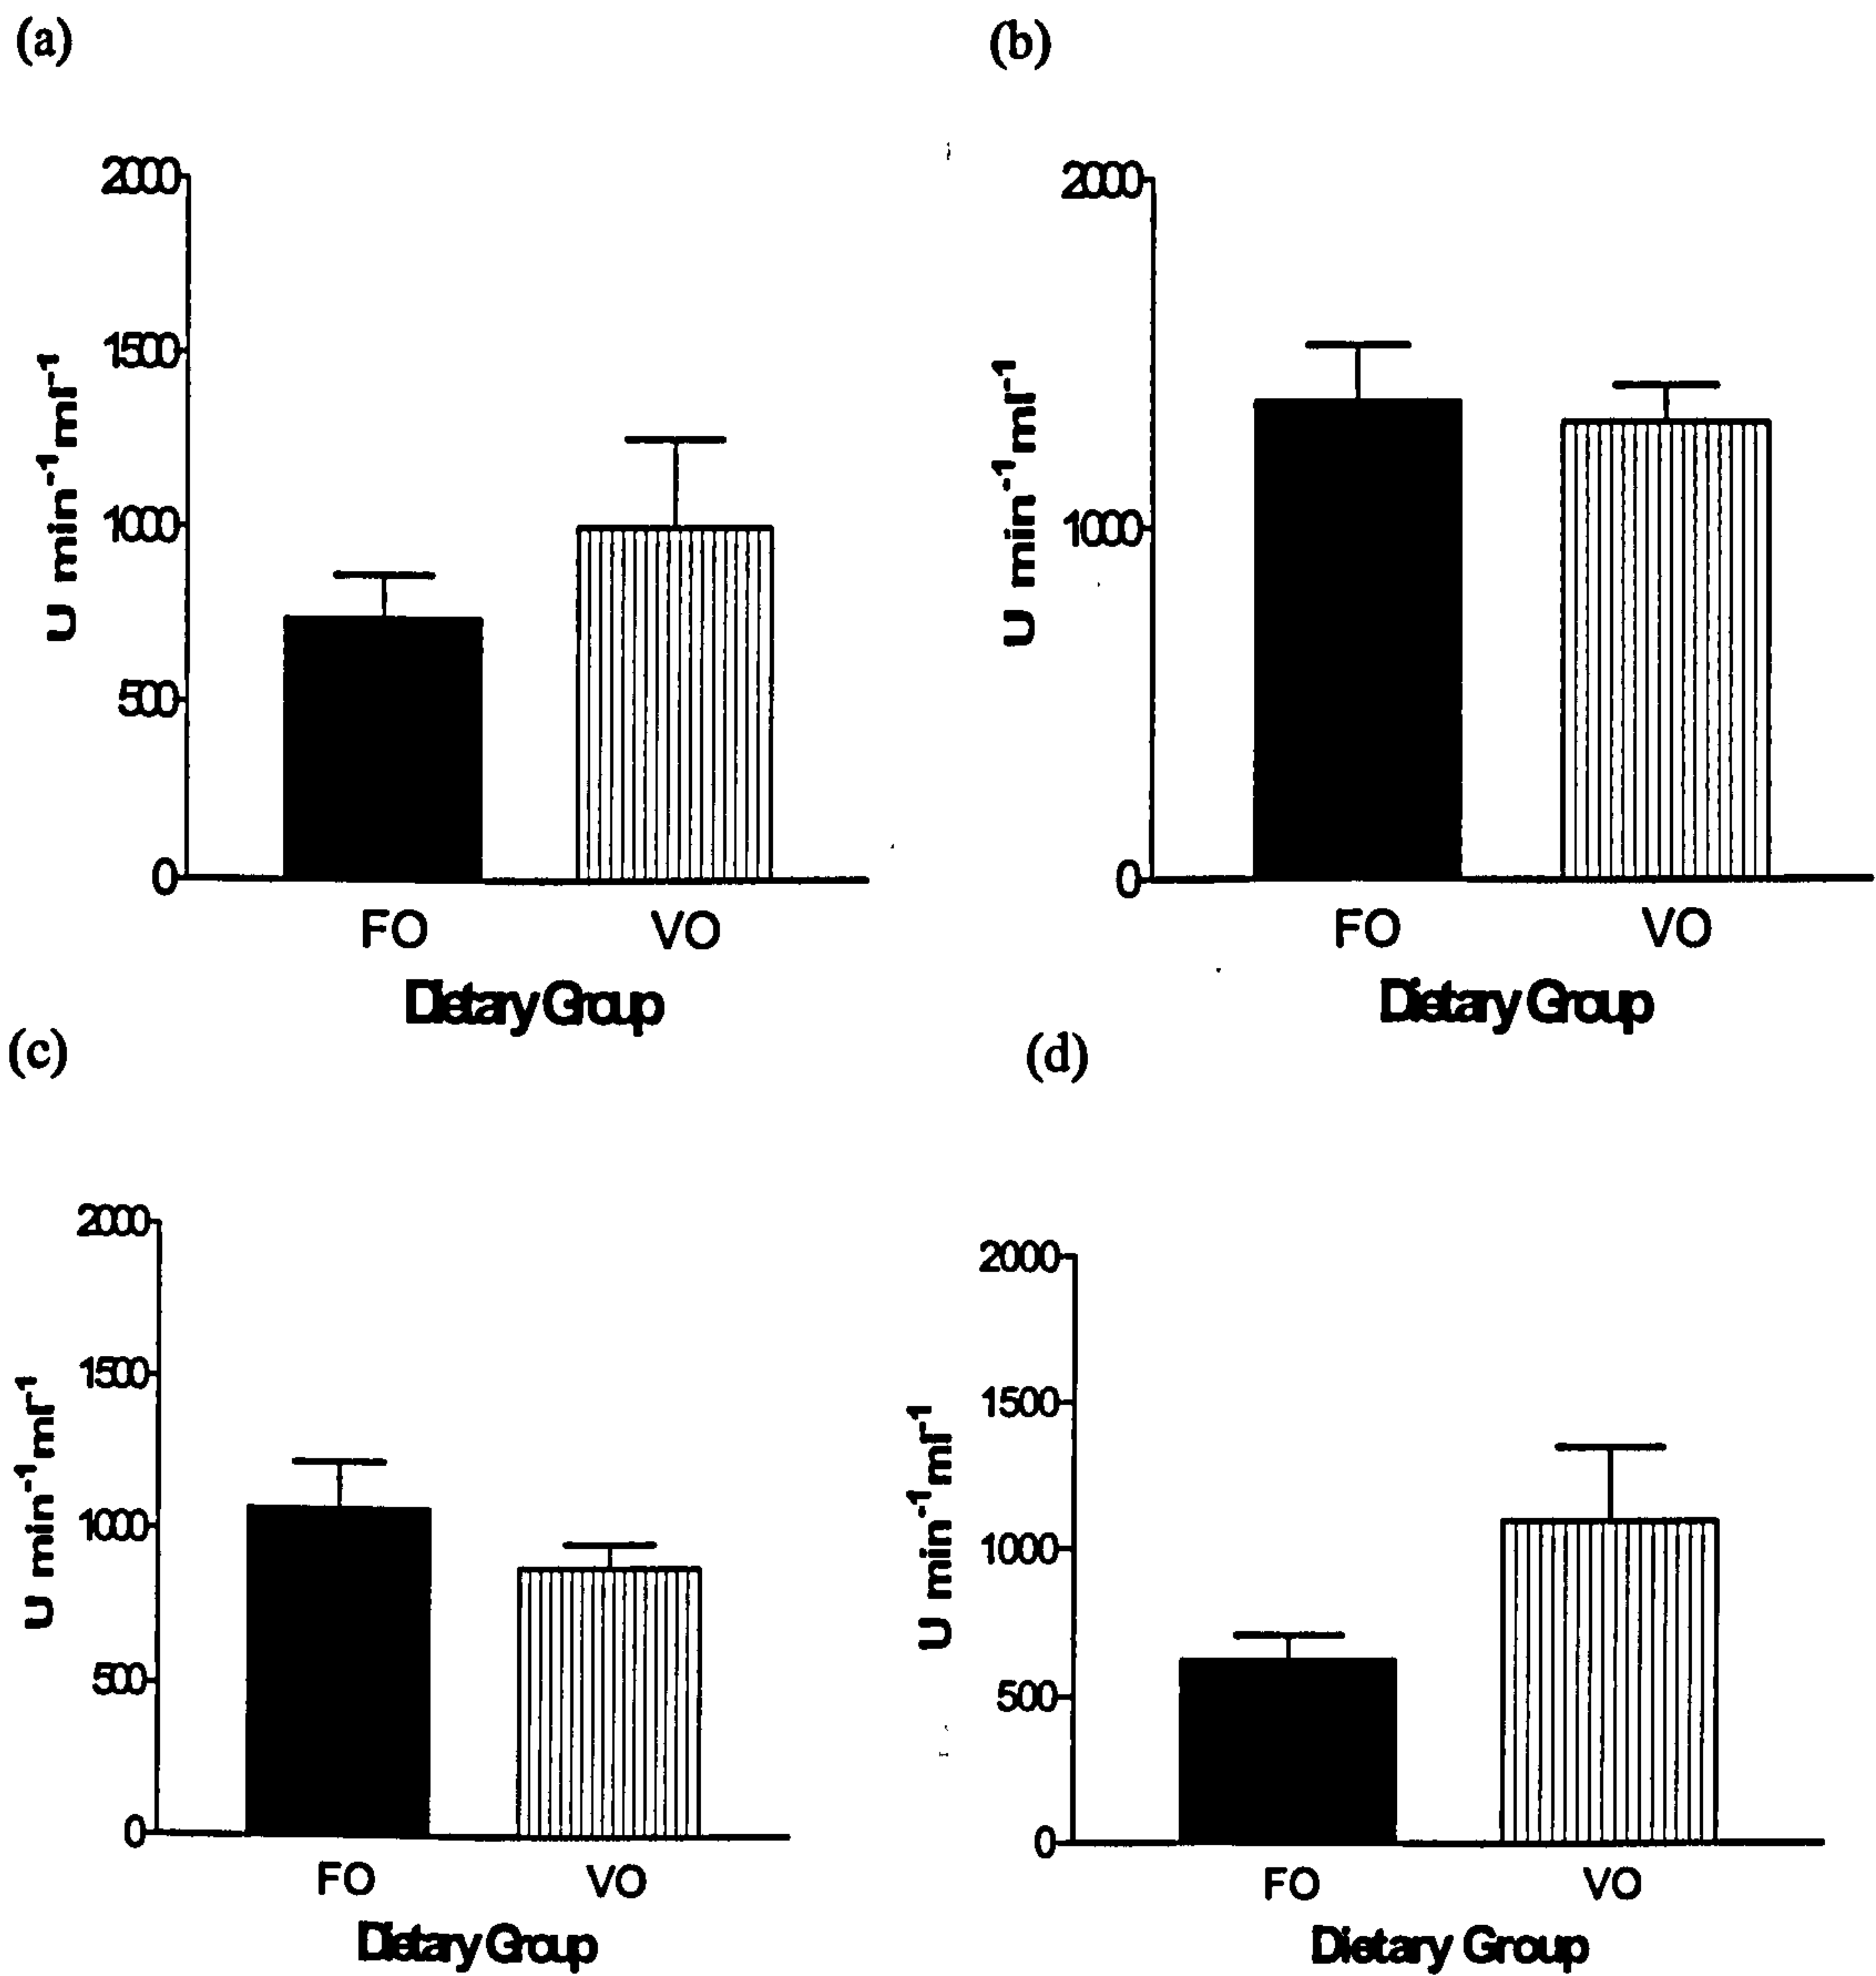 (a)
2000
1500
1000
500
0
U min⁻¹ml⁻¹
FO VO
Dietary Group
(b)
2000
1000
0
U min⁻¹ml⁻¹
FO VO
Dietary Group
(c)
2000
1500
1000
500
0
U min⁻¹ml⁻¹
FO VO
Dietary Group
(d)
2000
1500
1000
500
0
U min⁻¹ml⁻¹
FO VO
Dietary Group